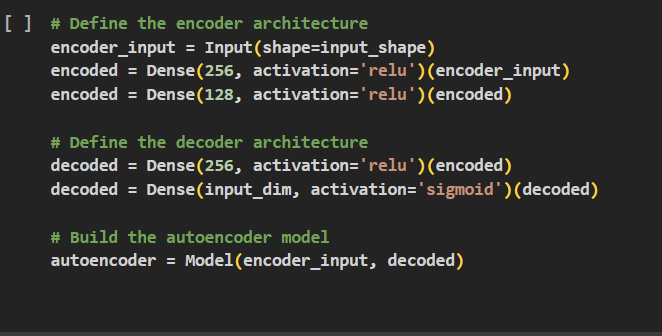 [ ] # Define the encoder architecture
encoder_input = Input(shape=input_shape)
encoded = Dense(256, activation='relu')(encoder_input)
encoded = Dense(128, activation='relu')(encoded)
# Define the decoder architecture
decoded = Dense(256, activation='relu')(encoded)
decoded = Dense(input_dim, activation='sigmoid')(decoded)
# Build the autoencoder model
autoencoder = Model(encoder_input, decoded)